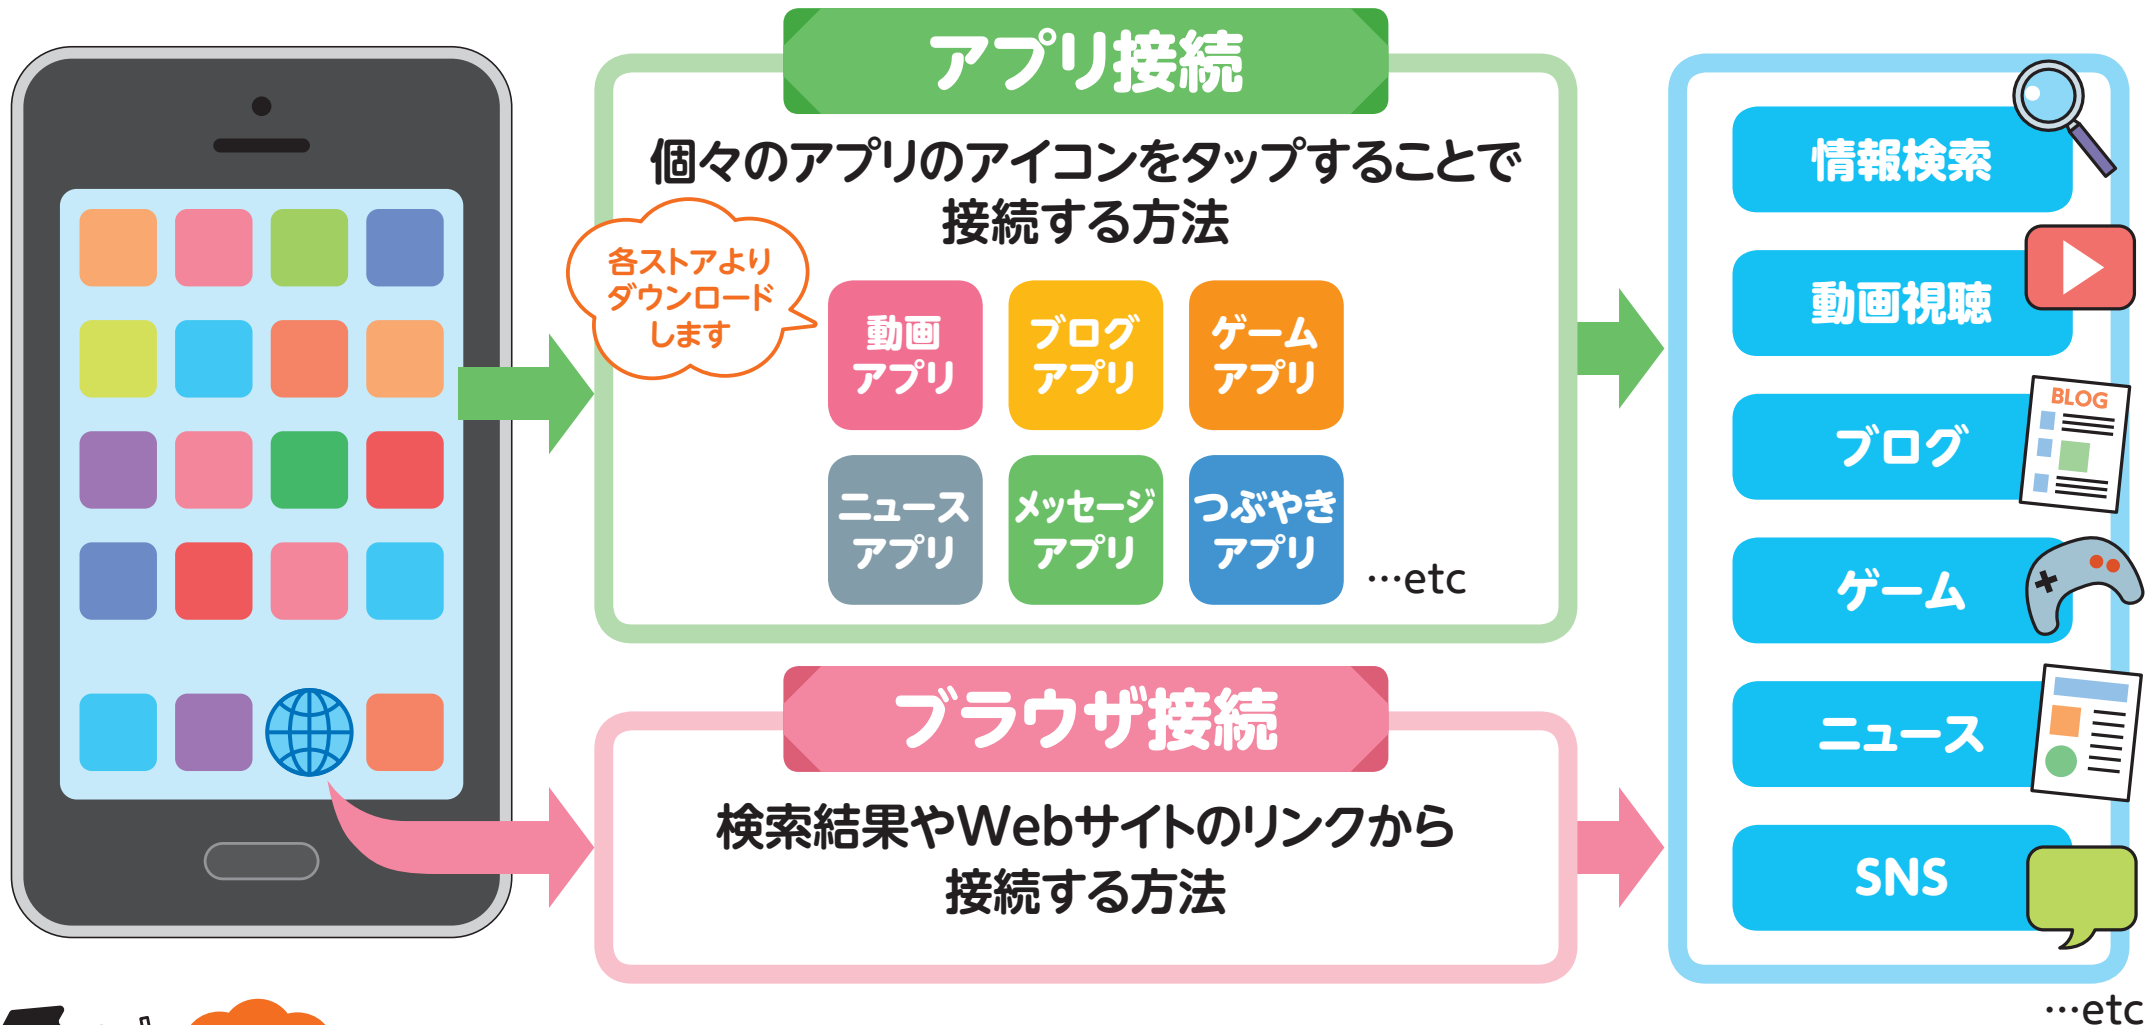 アプリ接続
個々のアプリのアイコンをタップすることで
接続する方法
各ストアより
ダウンロード
します
動画
アプリ
ブログ
アプリ
ゲーム
アプリ
ニュース
アプリ
メッセージ
アプリ
つぶやき
アプリ
…etc
ブラウザ接続
検索結果やWebサイトのリンクから
接続する方法
情報検索
動画視聴
ブログ
BLOG
ゲーム
ニュース
SNS
…etc